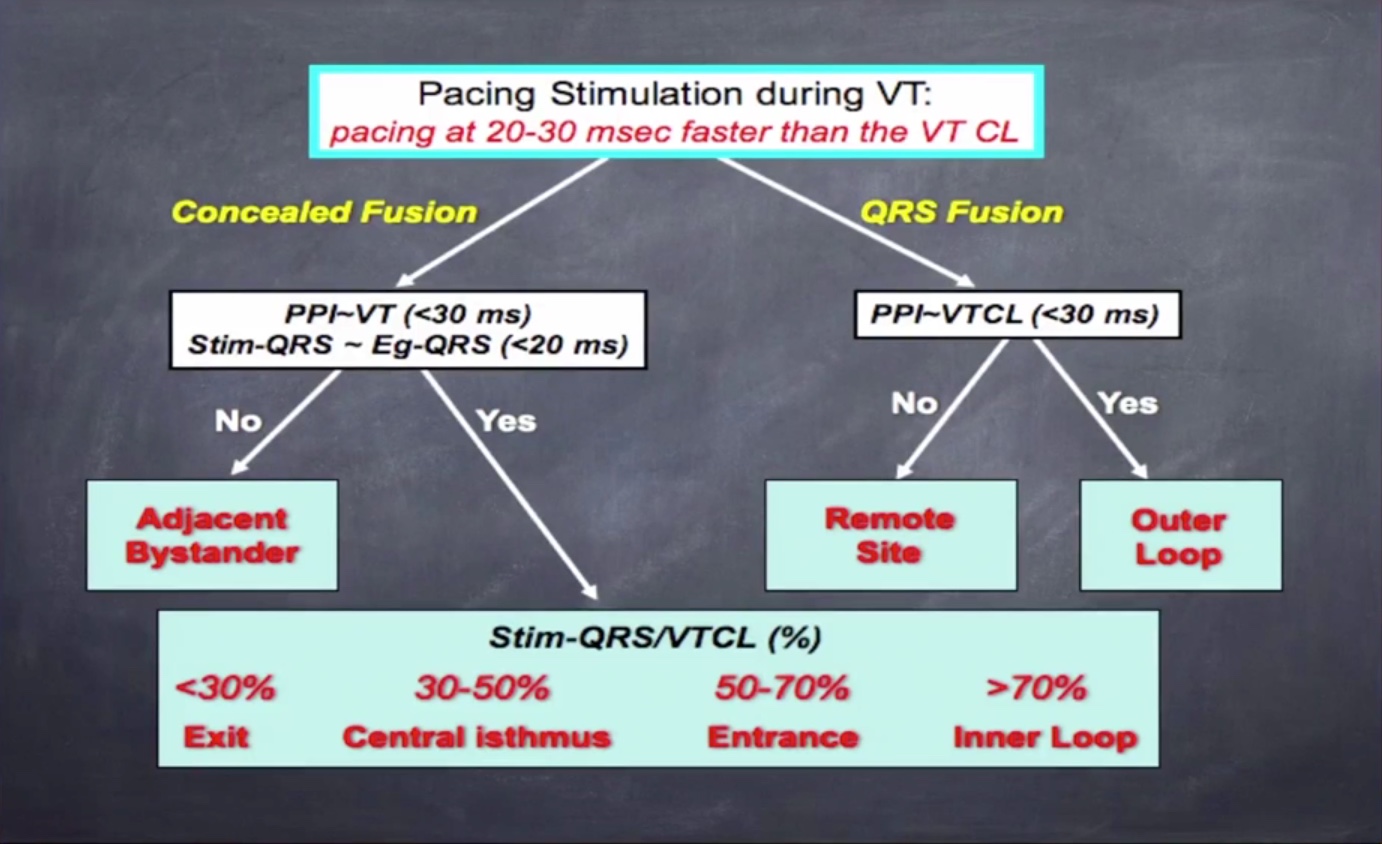 Pacing Stimulation during VT:
pacing at 20-30 msec faster than the VT CL
Concealed Fusion
QRS Fusion
PPI~VT (<30 ms)
Stim-QRS ~ Eg-QRS (<20 ms)
PPI~VTCL (<30 ms)
No
Yes
No
Yes
Adjacent
Bystander
Remote
Site
Outer
Loop
Stim-QRS/VTCL (%)
<30% 30-50% 50-70% >70%
Exit Central isthmus Entrance Inner Loop